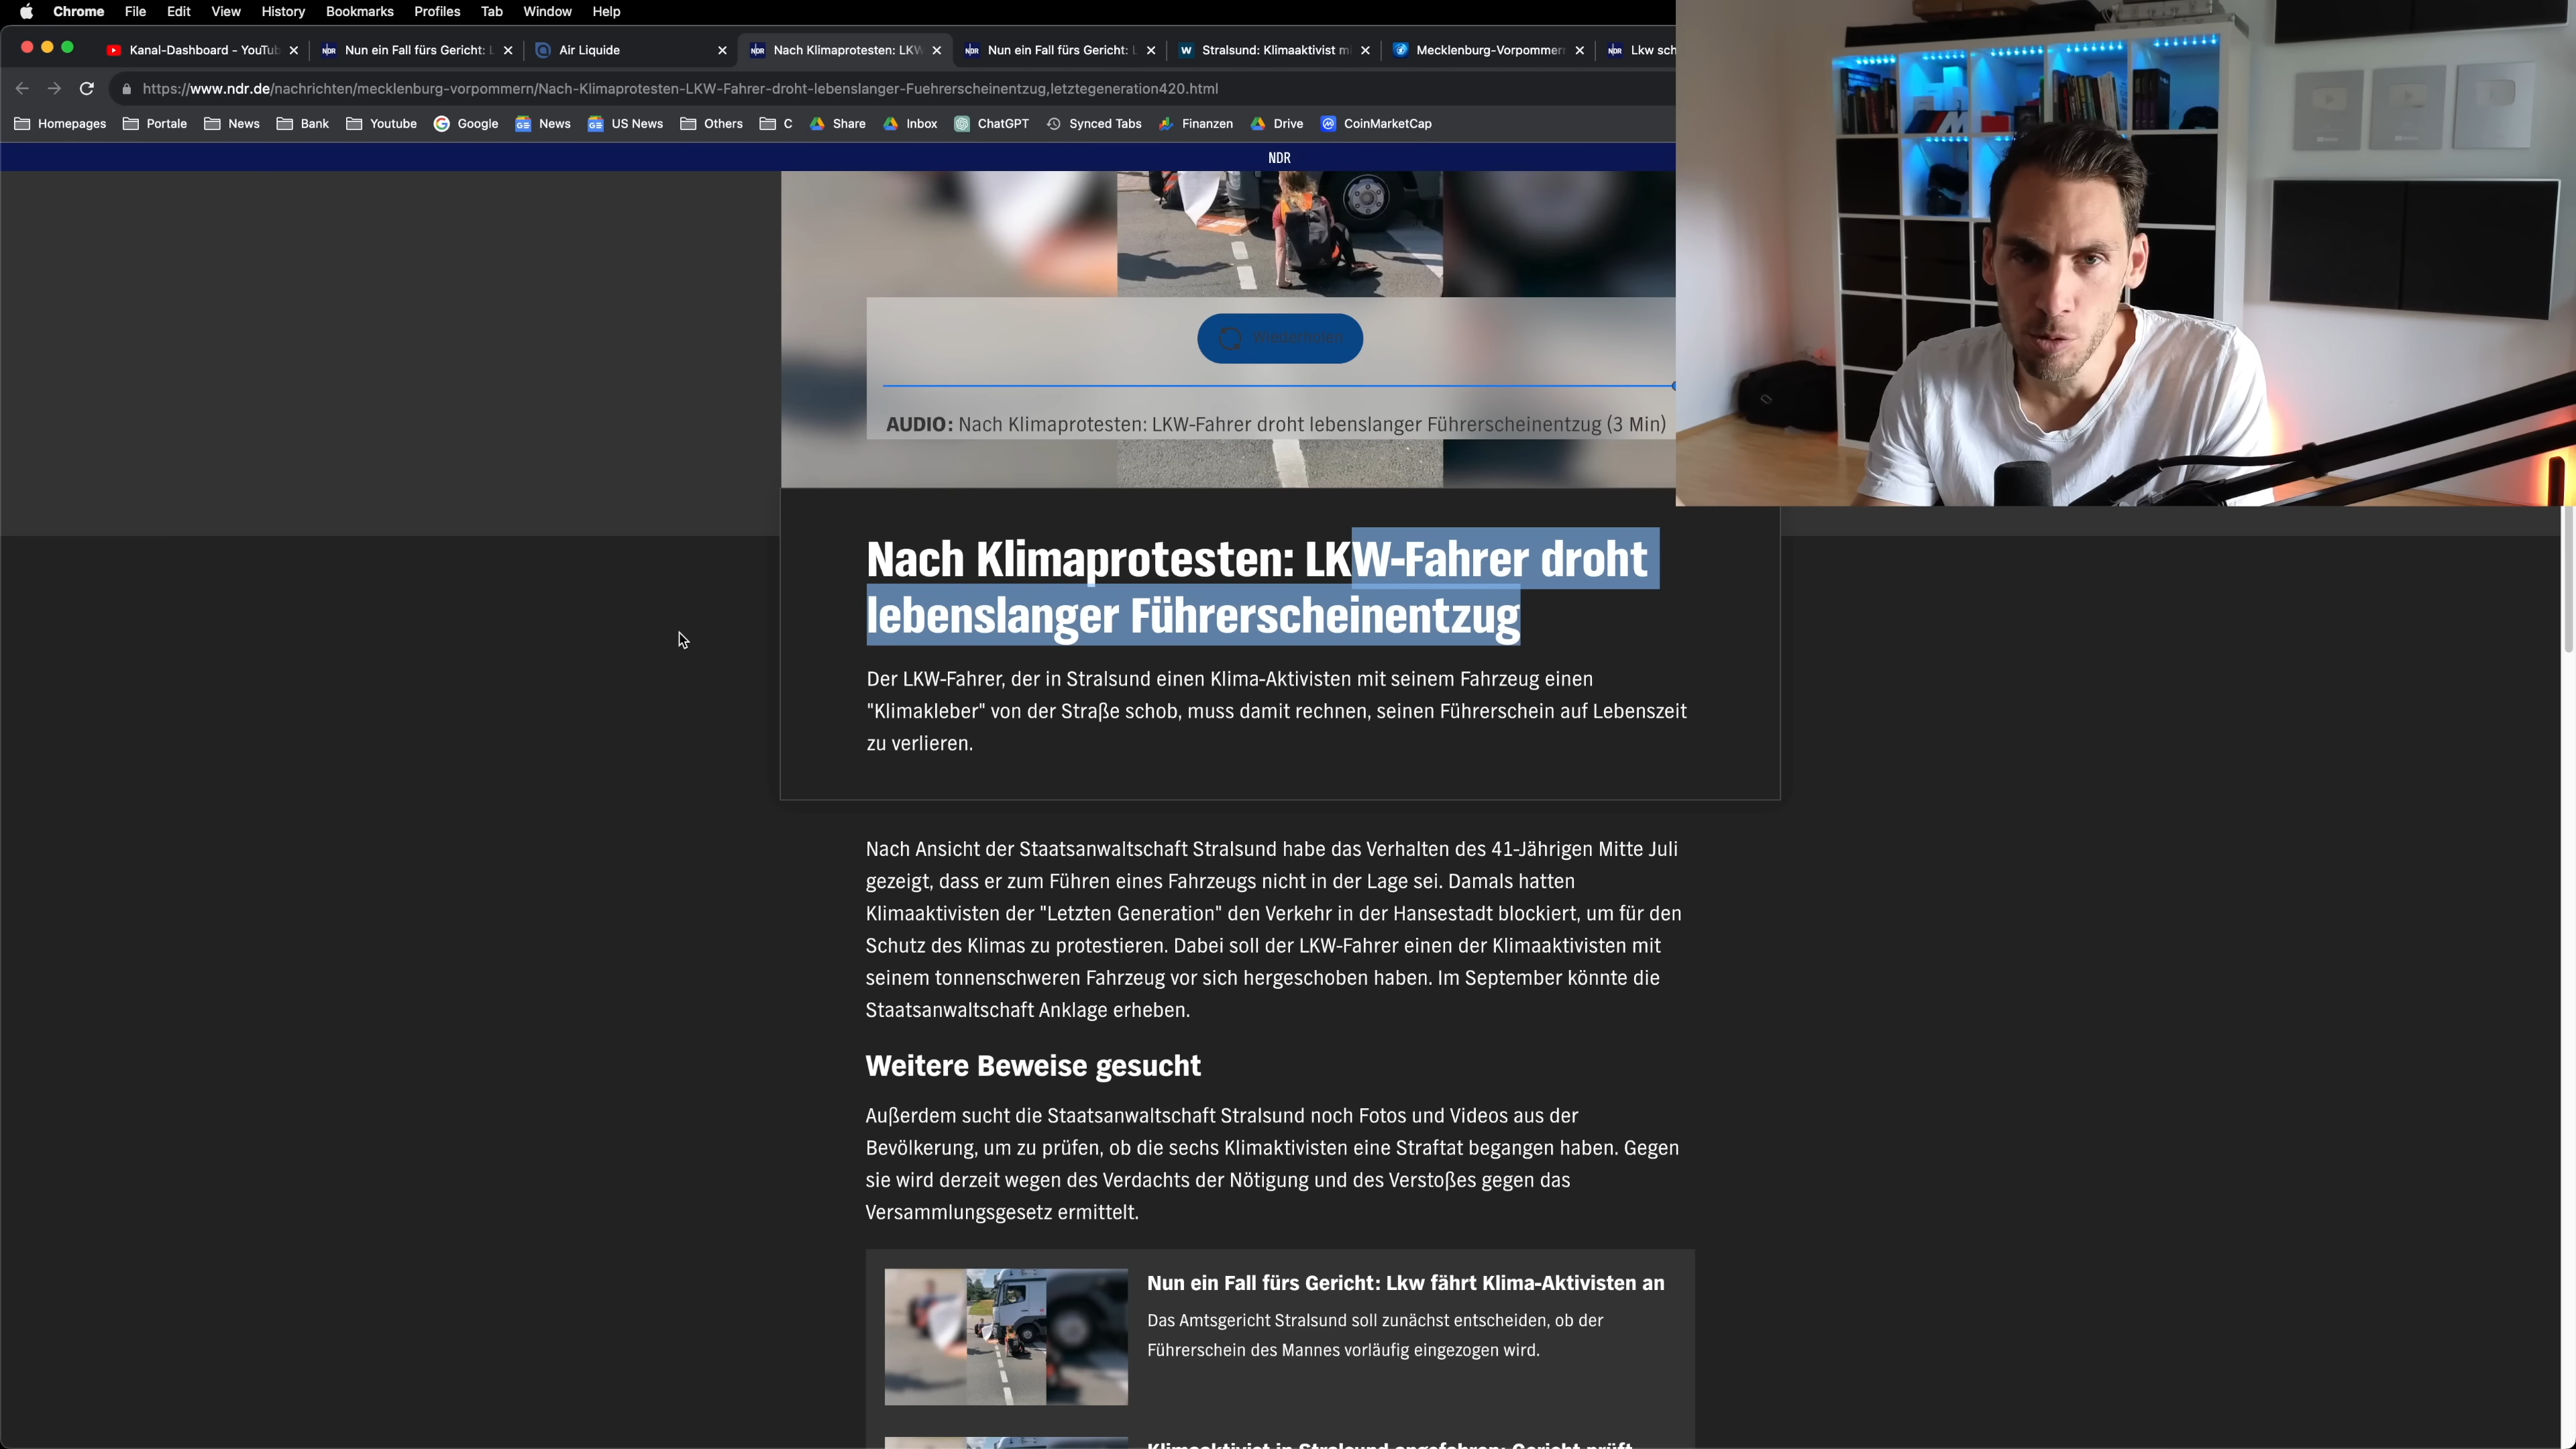 Chrome File Edit View History Bookmarks Profiles Tab Window Help
Kanal-Dashboard - YouTub
Nun ein Fall fürs Gericht: L
Air Liquide
Nach Klimaprotesten: LKW
Nun ein Fall fürs Gericht: L
Stralsund: Klimaaktivist mi
Mecklenburg-Vorpommern
Lkw sch
https://www.ndr.de/nachrichten/mecklenburg-vorpommern/Nach-Klimaprotesten-LKW-Fahrer-droht-lebenslanger-Fuehrerscheinentzug,letztegeneration420.html
Homepages Portale News Bank Youtube Google News US News Others C Share Inbox ChatGPT Synced Tabs Finanzen Drive CoinMarketCap
NDR
Wiederholen
AUDIO: Nach Klimaprotesten: LKW-Fahrer droht lebenslanger Führerscheinentzug (3 Min)
Nach Klimaprotesten: LKW-Fahrer droht
lebenslanger Führerscheinentzug
Der LKW-Fahrer, der in Stralsund einen Klima-Aktivisten mit seinem Fahrzeug einen
"Klimakleber" von der Straße schob, muss damit rechnen, seinen Führerschein auf Lebenszeit
zu verlieren.
Nach Ansicht der Staatsanwaltschaft Stralsund habe das Verhalten des 41-Jährigen Mitte Juli
gezeigt, dass er zum Führen eines Fahrzeugs nicht in der Lage sei. Damals hatten
Klimaaktivisten der "Letzten Generation" den Verkehr in der Hansestadt blockiert, um für den
Schutz des Klimas zu protestieren. Dabei soll der LKW-Fahrer einen der Klimaaktivisten mit
seinem tonnenschweren Fahrzeug vor sich hergeschoben haben. Im September könnte die
Staatsanwaltschaft Anklage erheben.
Weitere Beweise gesucht
Außerdem sucht die Staatsanwaltschaft Stralsund noch Fotos und Videos aus der
Bevölkerung, um zu prüfen, ob die sechs Klimaktivisten eine Straftat begangen haben. Gegen
sie wird derzeit wegen des Verdachts der Nötigung und des Verstoßes gegen das
Versammlungsgesetz ermittelt.
Nun ein Fall fürs Gericht: Lkw fährt Klima-Aktivisten an
Das Amtsgericht Stralsund soll zunächst entscheiden, ob der
Führerschein des Mannes vorläufig eingezogen wird.
Klimaaktivist in Stralsund angefahren: Gericht prüft